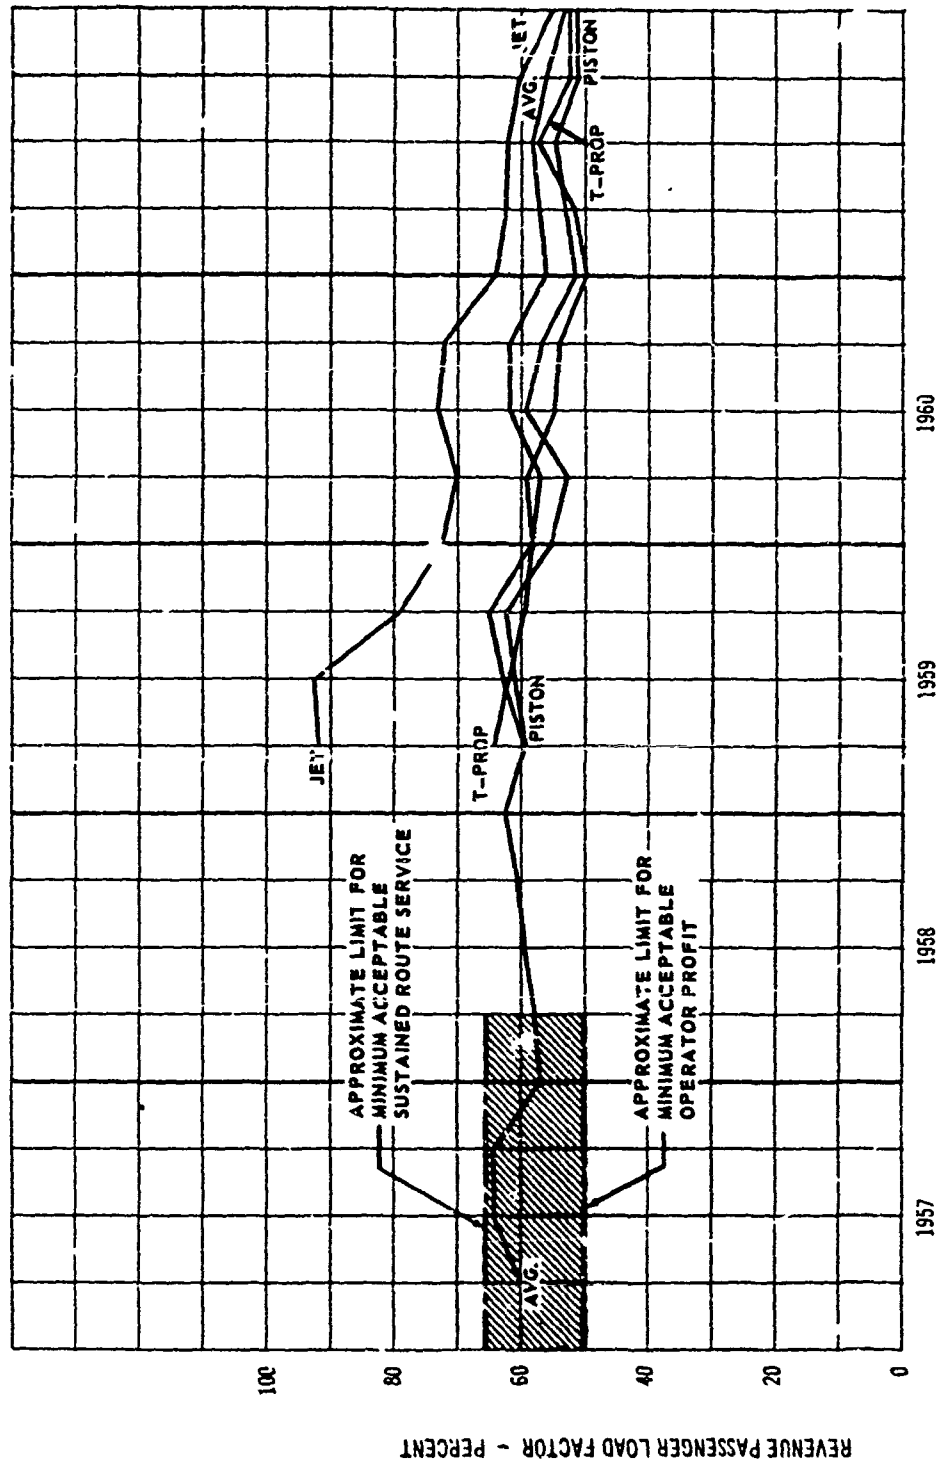 REVENUE PASSENGER LOAD FACTOR - PERCENT
100
80
60
40
20
0
APPROXIMATE LIMIT FOR
MINIMUM ACCEPTABLE
SUSTAINED ROUTE SERVICE
APPROXIMATE LIMIT FOR
MINIMUM ACCEPTABLE
OPERATOR PROFIT
AVG.
JET
T-PROP
PISTON
AVG.
JET
PISTON
T-PROP
1957
1958
1959
1960